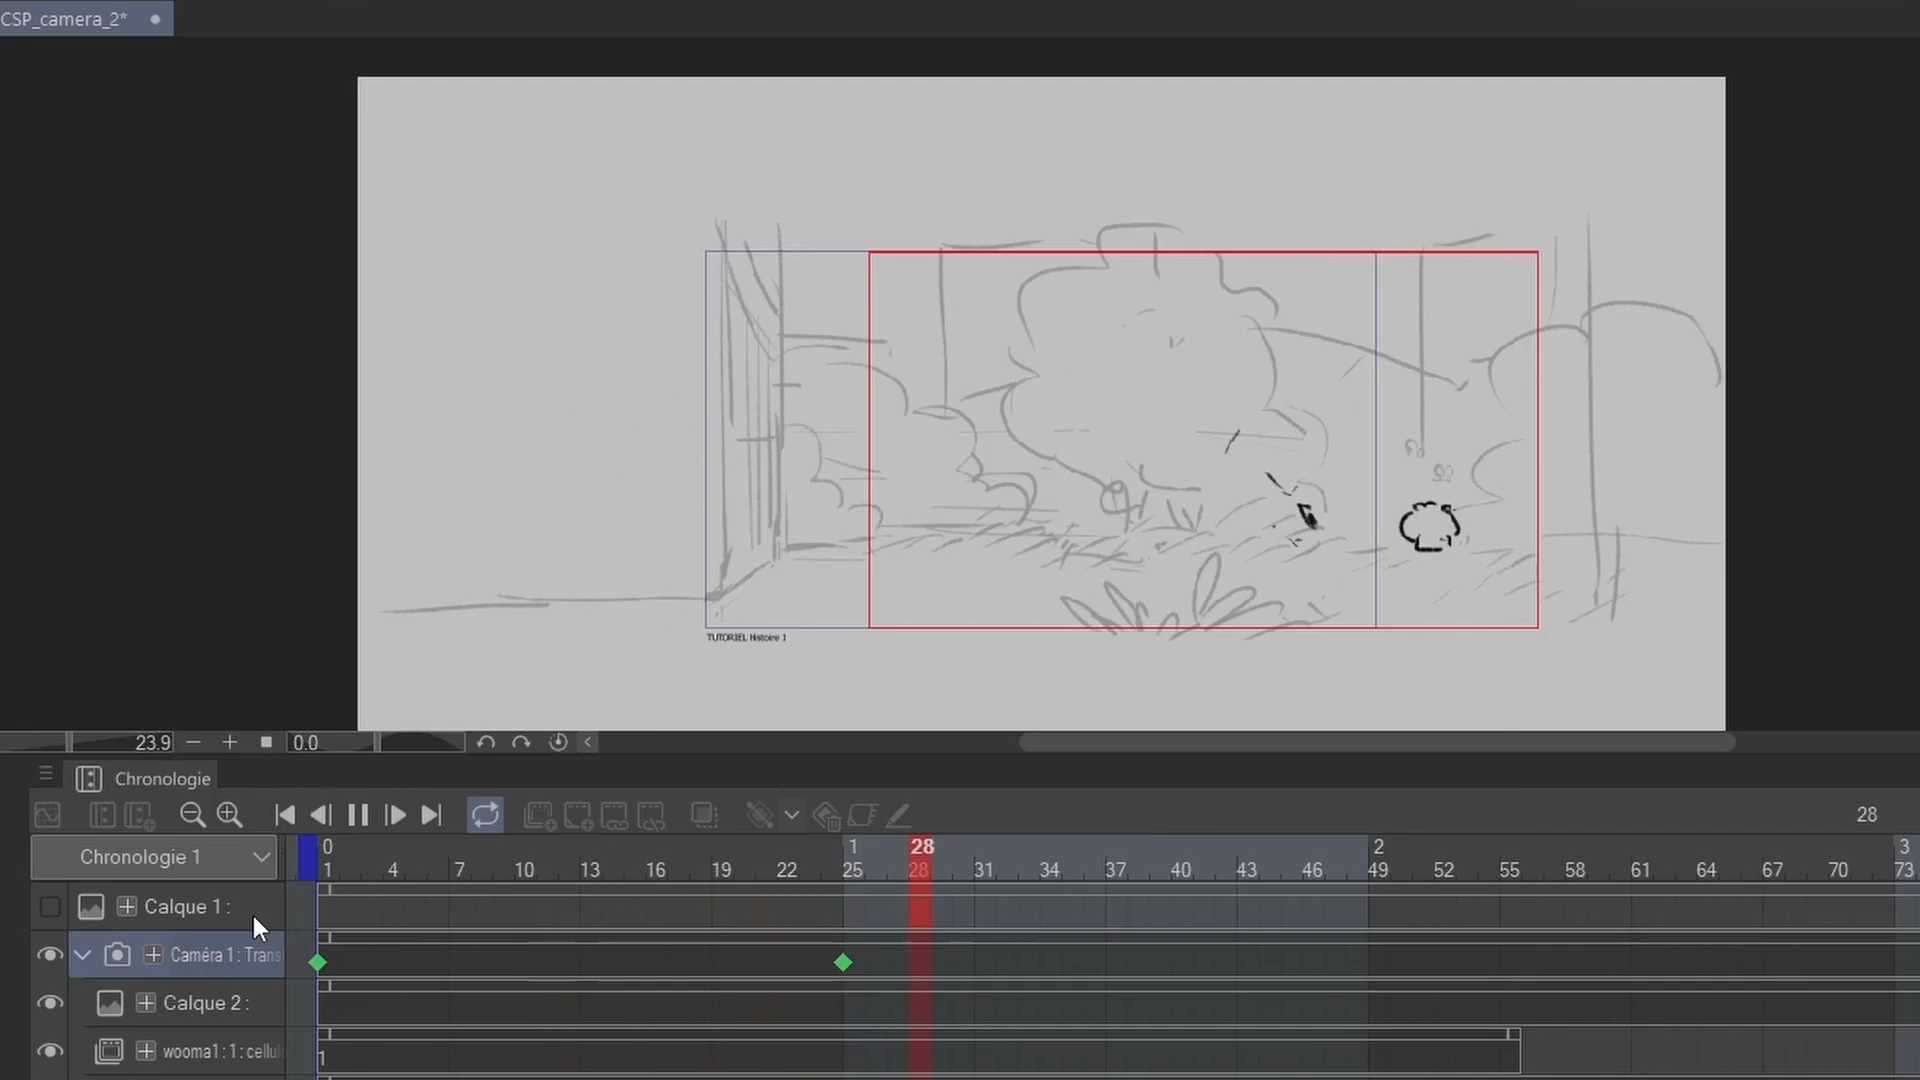 CSP_camera_2*
TUTORIEL Histoire 1
23.9
0.0
Chronologie
28
Chronologie 1
0 1 28 2 3
1 4 7 10 13 16 19 22 25 28 31 34 37 40 43 46 49 52 55 58 61 64 67 70 73
Calque 1 :
Caméra 1 : Trans
Calque 2 :
wooma1 : 1 : cellul
1